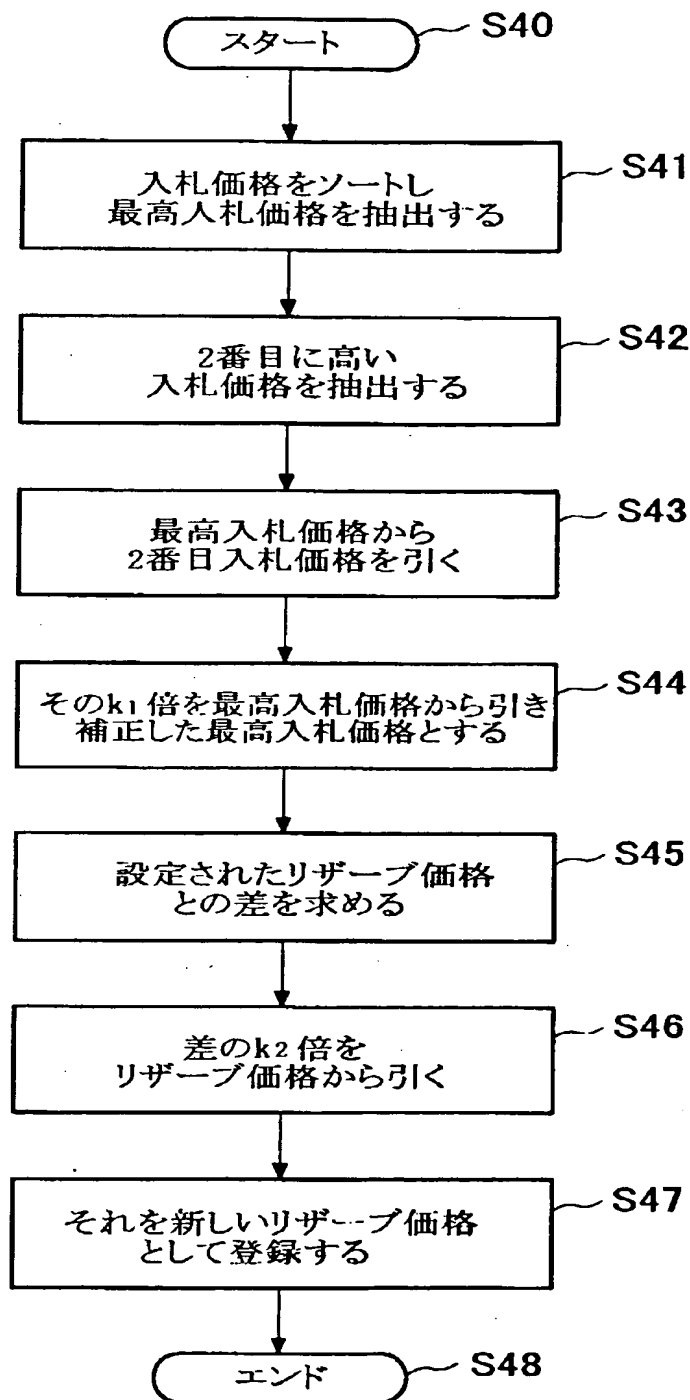 スタート
S40
入札価格をソートし
最高入札価格を抽出する
S41
2番目に高い
入札価格を抽出する
S42
最高入札価格から
2番目入札価格を引く
S43
そのk1倍を最高入札価格から引き
補正した最高入札価格とする
S44
設定されたリザーブ価格
との差を求める
S45
差のk2倍を
リザーブ価格から引く
S46
それを新しいリザーブ価格
として登録する
S47
エンド
S48